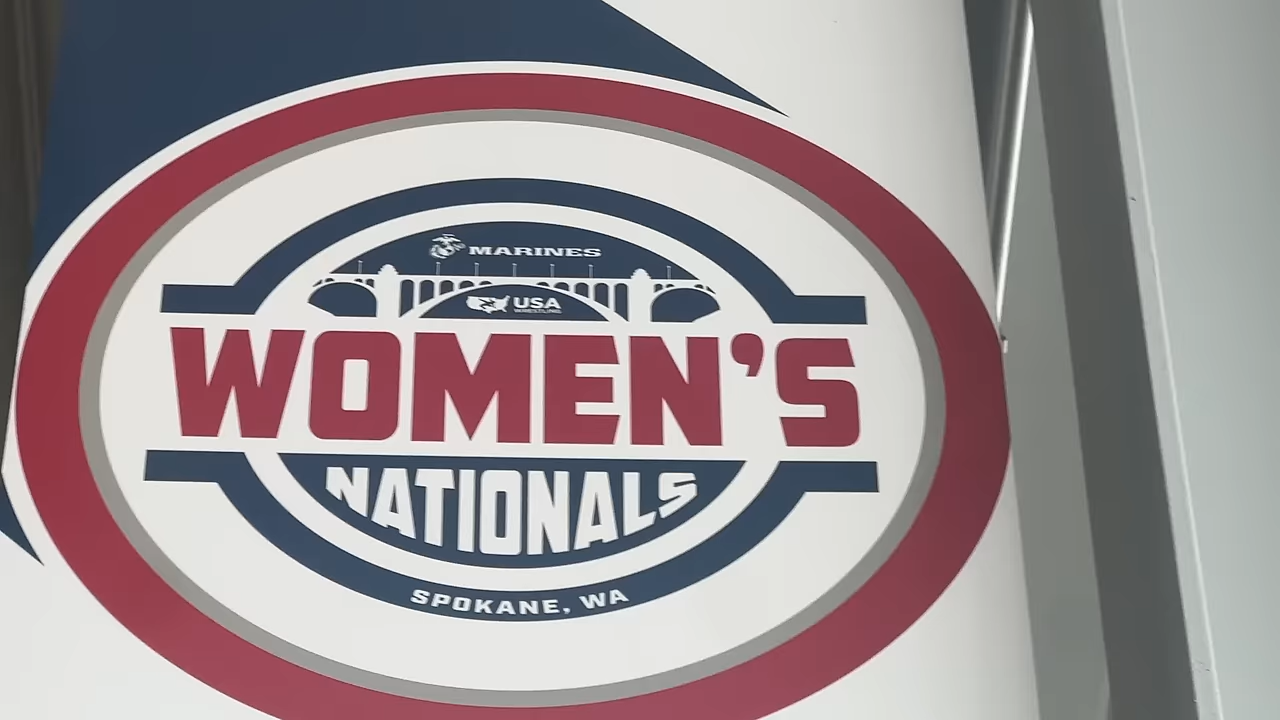 MARINES
USA
WRESTLING
WOMEN'S
NATIONALS
SPOKANE, WA